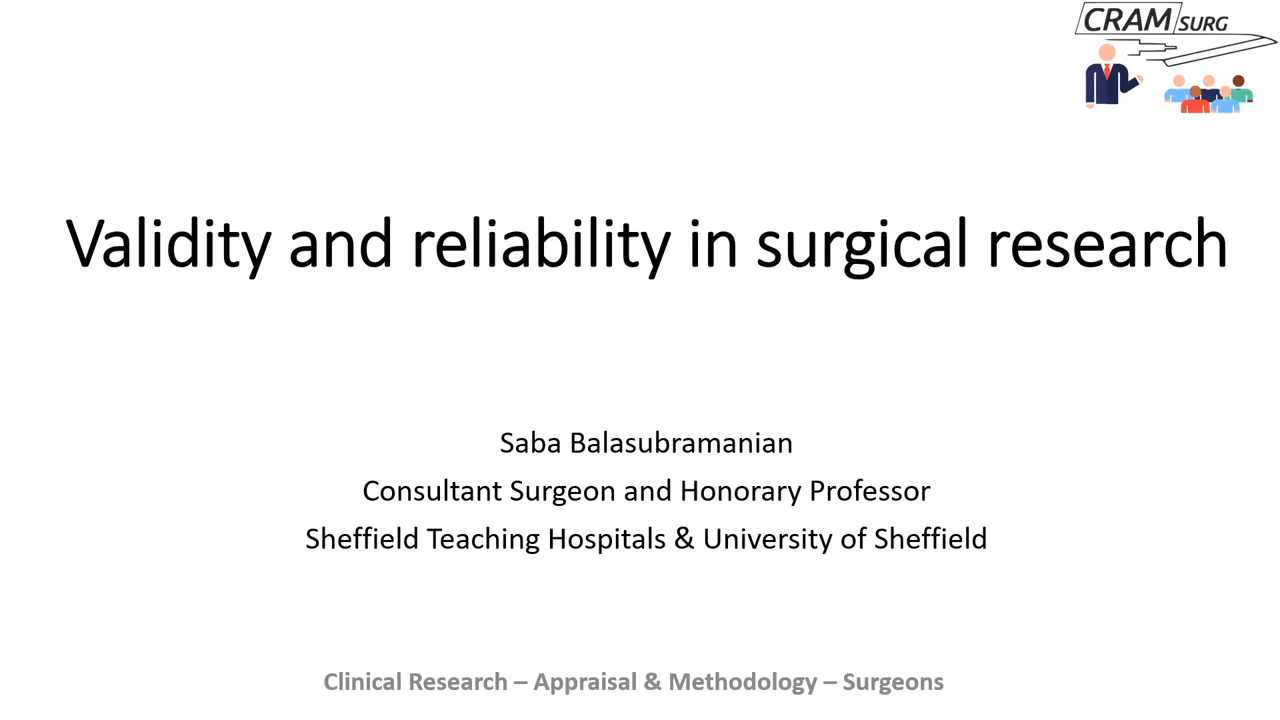 CRAM SURG
Validity and reliability in surgical research
Saba Balasubramanian
Consultant Surgeon and Honorary Professor
Sheffield Teaching Hospitals & University of Sheffield
Clinical Research – Appraisal & Methodology – Surgeons